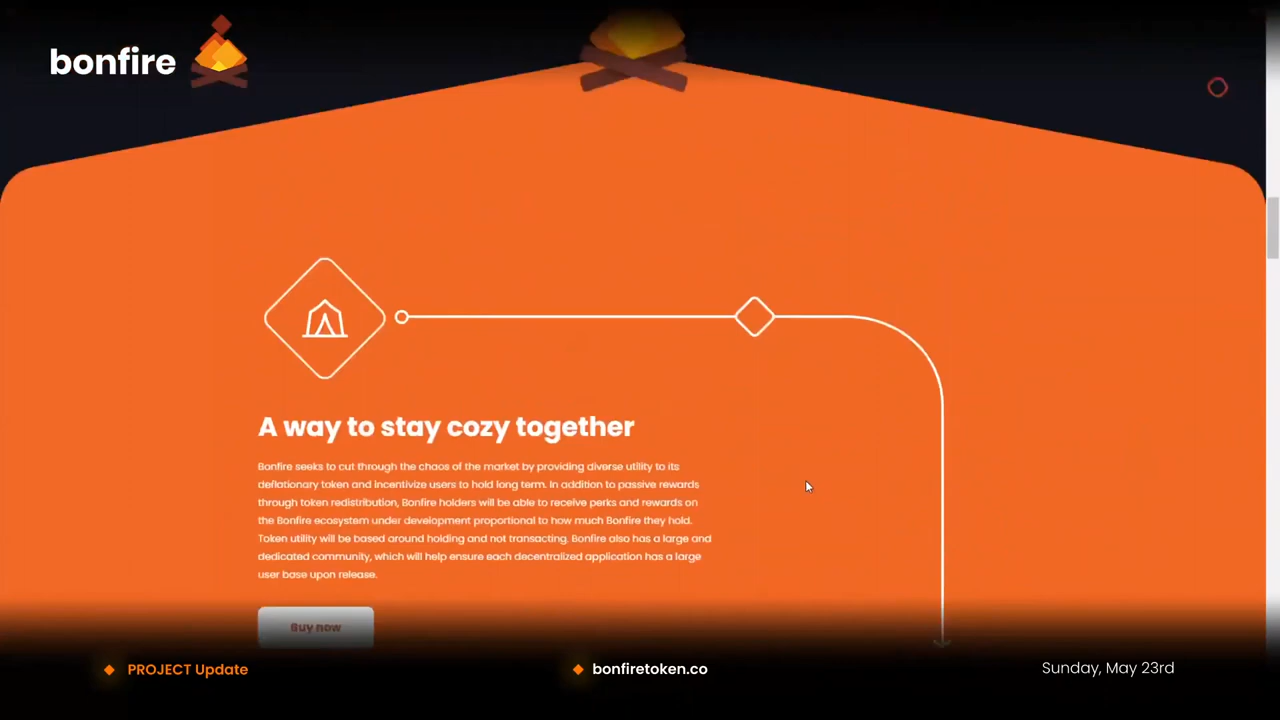 bonfire
A way to stay cozy together
Bonfire seeks to cut through the chaos of the market by providing diverse utility to its
deflationary token and incentivize users to hold long term. In addition to passive rewards
through token redistribution, Bonfire holders will be able to receive perks and rewards on
the Bonfire ecosystem under development proportional to how much Bonfire they hold.
Token utility will be based around holding and not transacting. Bonfire also has a large and
dedicated community, which will help ensure each decentralized application has a large
user base upon release.
Buy now
PROJECT Update
bonfiretoken.co
Sunday, May 23rd